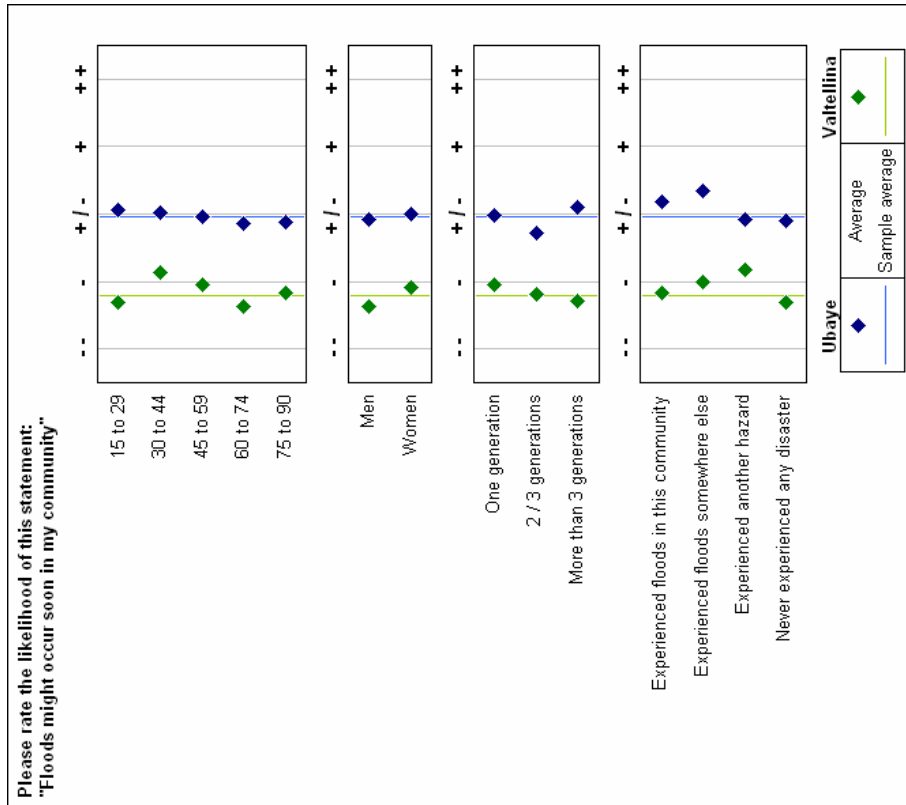 Please rate the likelihood of this statement:
"Floods might occur soon in my community"
- - - + / - + + +
15 to 29
30 to 44
45 to 59
60 to 74
75 to 90
- - - + / - + + +
Men
Women
- - - + / - + + +
One generation
2 / 3 generations
More than 3 generations
- - - + / - + + +
Experienced floods in this community
Experienced floods somewhere else
Experienced another hazard
Never experienced any disaster
Ubaye Valtellina
Average
Sample average